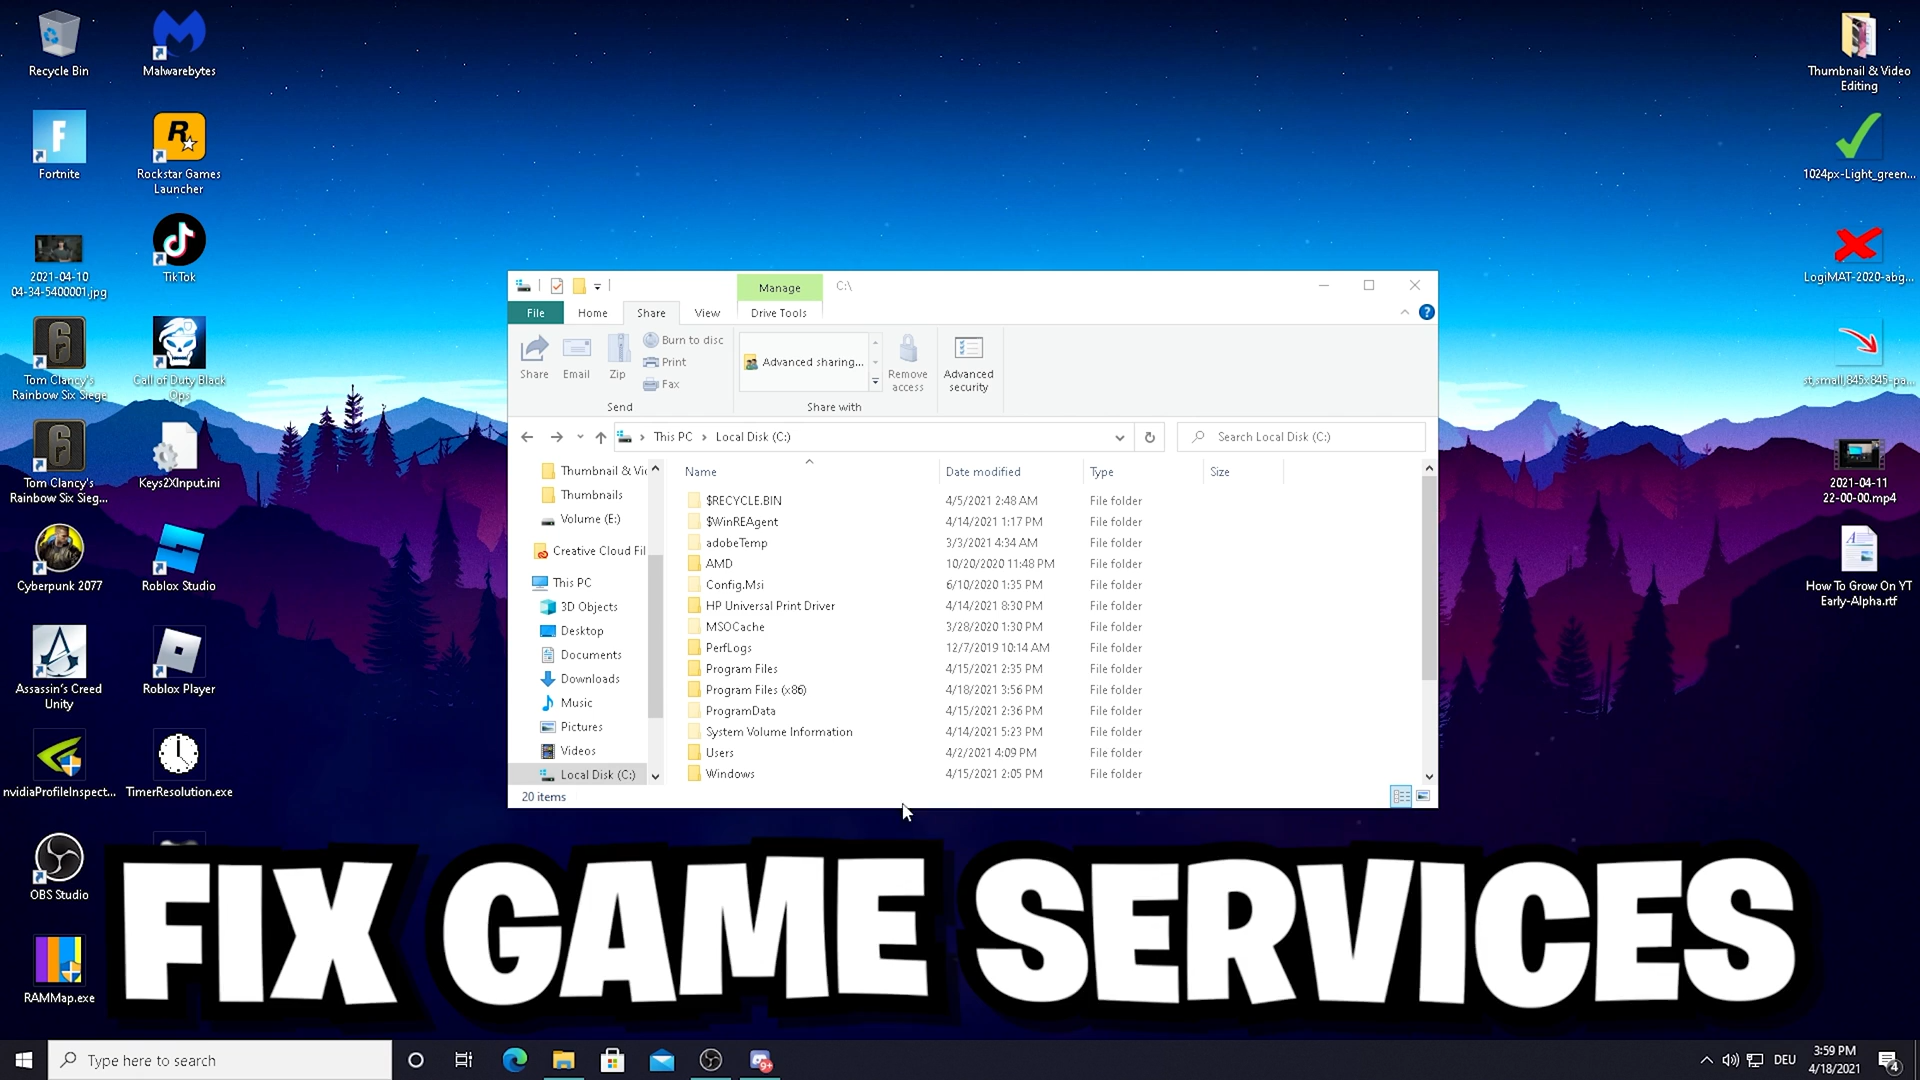 Recycle Bin
Malwarebytes
Fortnite
Rockstar Games
Launcher
2021-04-10
04-34-5400001.jpg
TikTok
Tom Clancy's
Rainbow Six Siege
Call of Duty Black
Ops
Tom Clancy's
Rainbow Six Sieg...
Keys2XInput.ini
Cyberpunk 2077
Roblox Studio
Assassin's Creed
Unity
Roblox Player
nvidiaProfileInspect...
TimerResolution.exe
OBS Studio
RAMMap.exe
Thumbnail & Video
Editing
1024px-Light_green...
LogiMAT-2020-abg...
st,small,845x845-pa...
2021-04-11
22-00-00.mp4
How To Grow On YT
Early-Alpha.rtf
Manage
C:\
File
Home
Share
View
Drive Tools
Share
Email
Zip
Burn to disc
Print
Fax
Send
Advanced sharing...
Share with
Remove
access
Advanced
security
This PC > Local Disk (C:)
Search Local Disk (C:)
Thumbnail & Vi
Thumbnails
Volume (E:)
Creative Cloud Fil
This PC
3D Objects
Desktop
Documents
Downloads
Music
Pictures
Videos
Local Disk (C:)
Name Date modified Type Size
$RECYCLE.BIN 4/5/2021 2:48 AM File folder
$WinREAgent 4/14/2021 1:17 PM File folder
adobeTemp 3/3/2021 4:34 AM File folder
AMD 10/20/2020 11:48 PM File folder
Config.Msi 6/10/2020 1:35 PM File folder
HP Universal Print Driver 4/14/2021 8:30 PM File folder
MSOCache 3/28/2020 1:30 PM File folder
PerfLogs 12/7/2019 10:14 AM File folder
Program Files 4/15/2021 2:35 PM File folder
Program Files (x86) 4/18/2021 3:56 PM File folder
ProgramData 4/15/2021 2:36 PM File folder
System Volume Information 4/14/2021 5:23 PM File folder
Users 4/2/2021 4:09 PM File folder
Windows 4/15/2021 2:05 PM File folder
20 items
FIX GAME SERVICES
Type here to search
9+
DEU
3:59 PM
4/18/2021
4